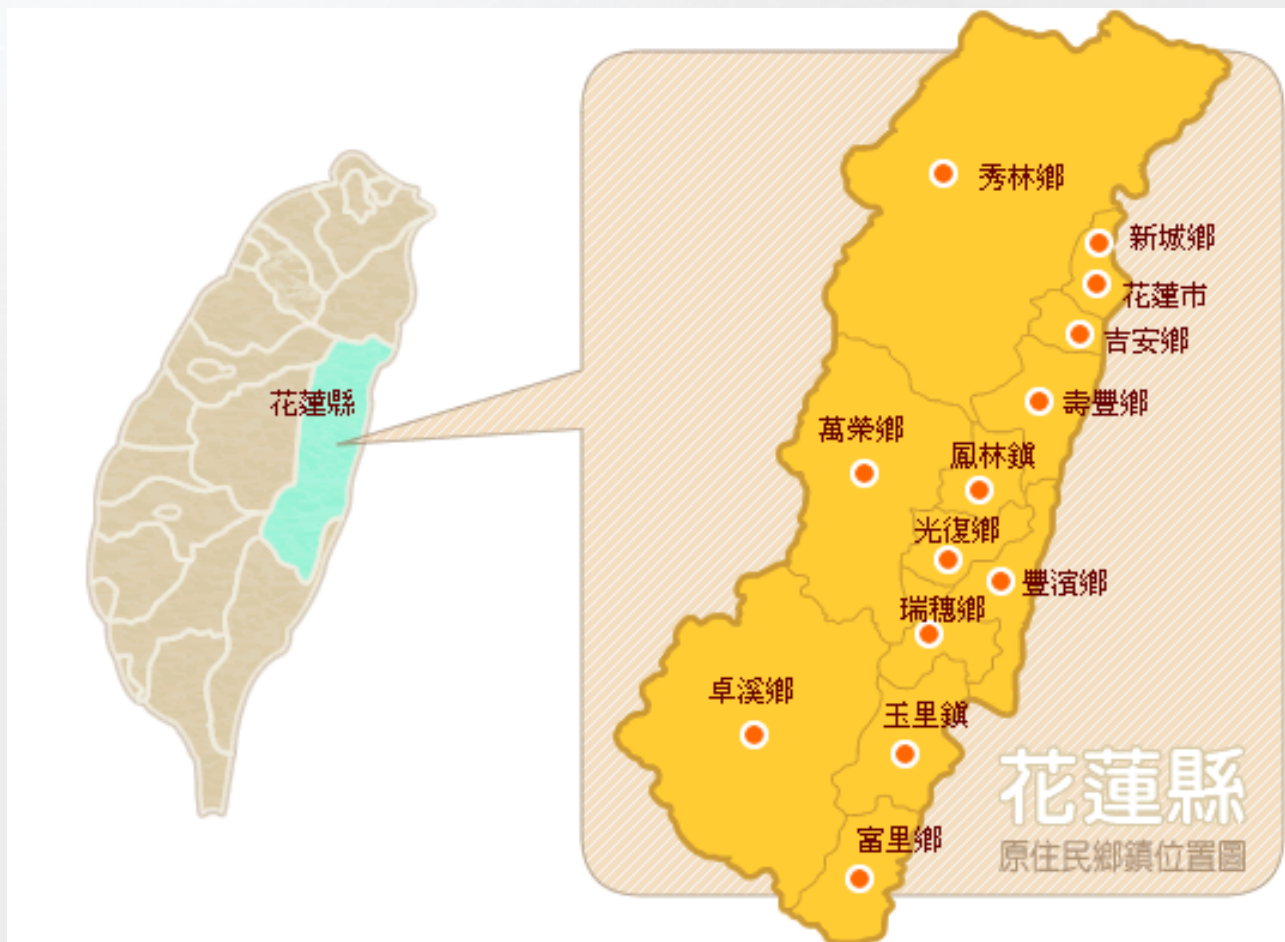 花蓮縣
秀林鄉
新城鄉
花蓮市
吉安鄉
壽豐鄉
萬榮鄉
鳳林鎮
光復鄉
豐濱鄉
瑞穗鄉
卓溪鄉
玉里鎮
富里鄉
花蓮縣
原住民鄉鎮位置圖